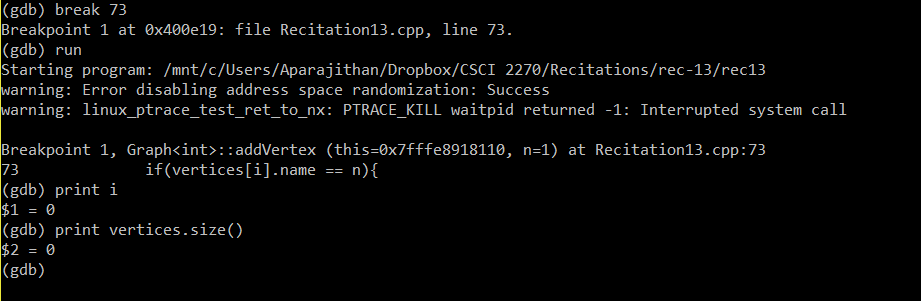 (gdb) break 73
Breakpoint 1 at 0x400e19: file Recitation13.cpp, line 73.
(gdb) run
Starting program: /mnt/c/Users/Aparajithan/Dropbox/CSCI 2270/Recitations/rec-13/rec13
warning: Error disabling address space randomization: Success
warning: linux_ptrace_test_ret_to_nx: PTRACE_KILL waitpid returned -1: Interrupted system call
Breakpoint 1, Graph<int>::addVertex (this=0x7fffe8918110, n=1) at Recitation13.cpp:73
73              if(vertices[i].name == n){
(gdb) print i
$1 = 0
(gdb) print vertices.size()
$2 = 0
(gdb)